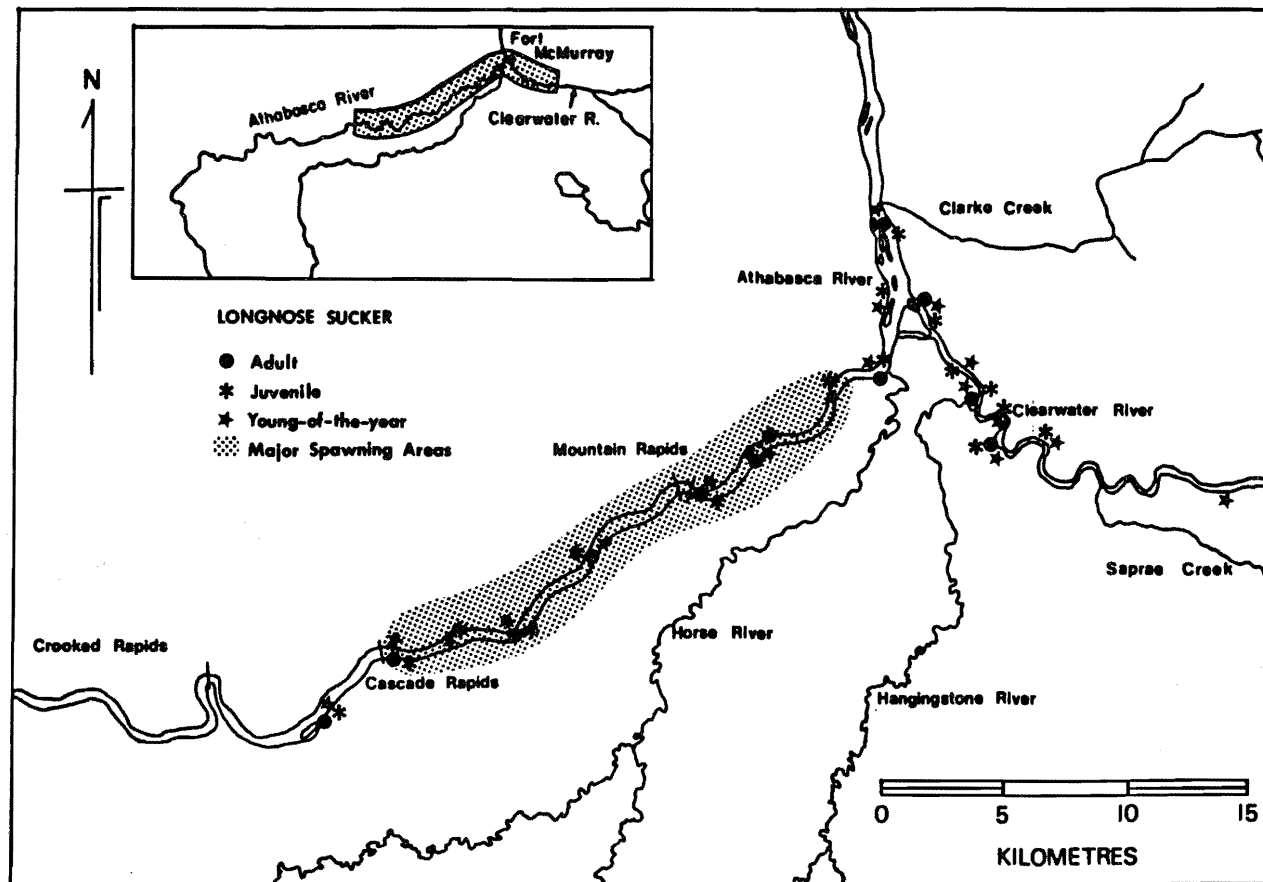 Fort
McMurray
N
Athabasca River
Clearwater R.
Clarke Creek
Athabasca River
LONGNOSE SUCKER
Adult
Juvenile
Young-of-the-year
Major Spawning Areas
Clearwater River
Mountain Rapids
Saprae Creek
Horse River
Crooked Rapids
Cascade Rapids
Hangingstone River
0 5 10 15
KILOMETRES